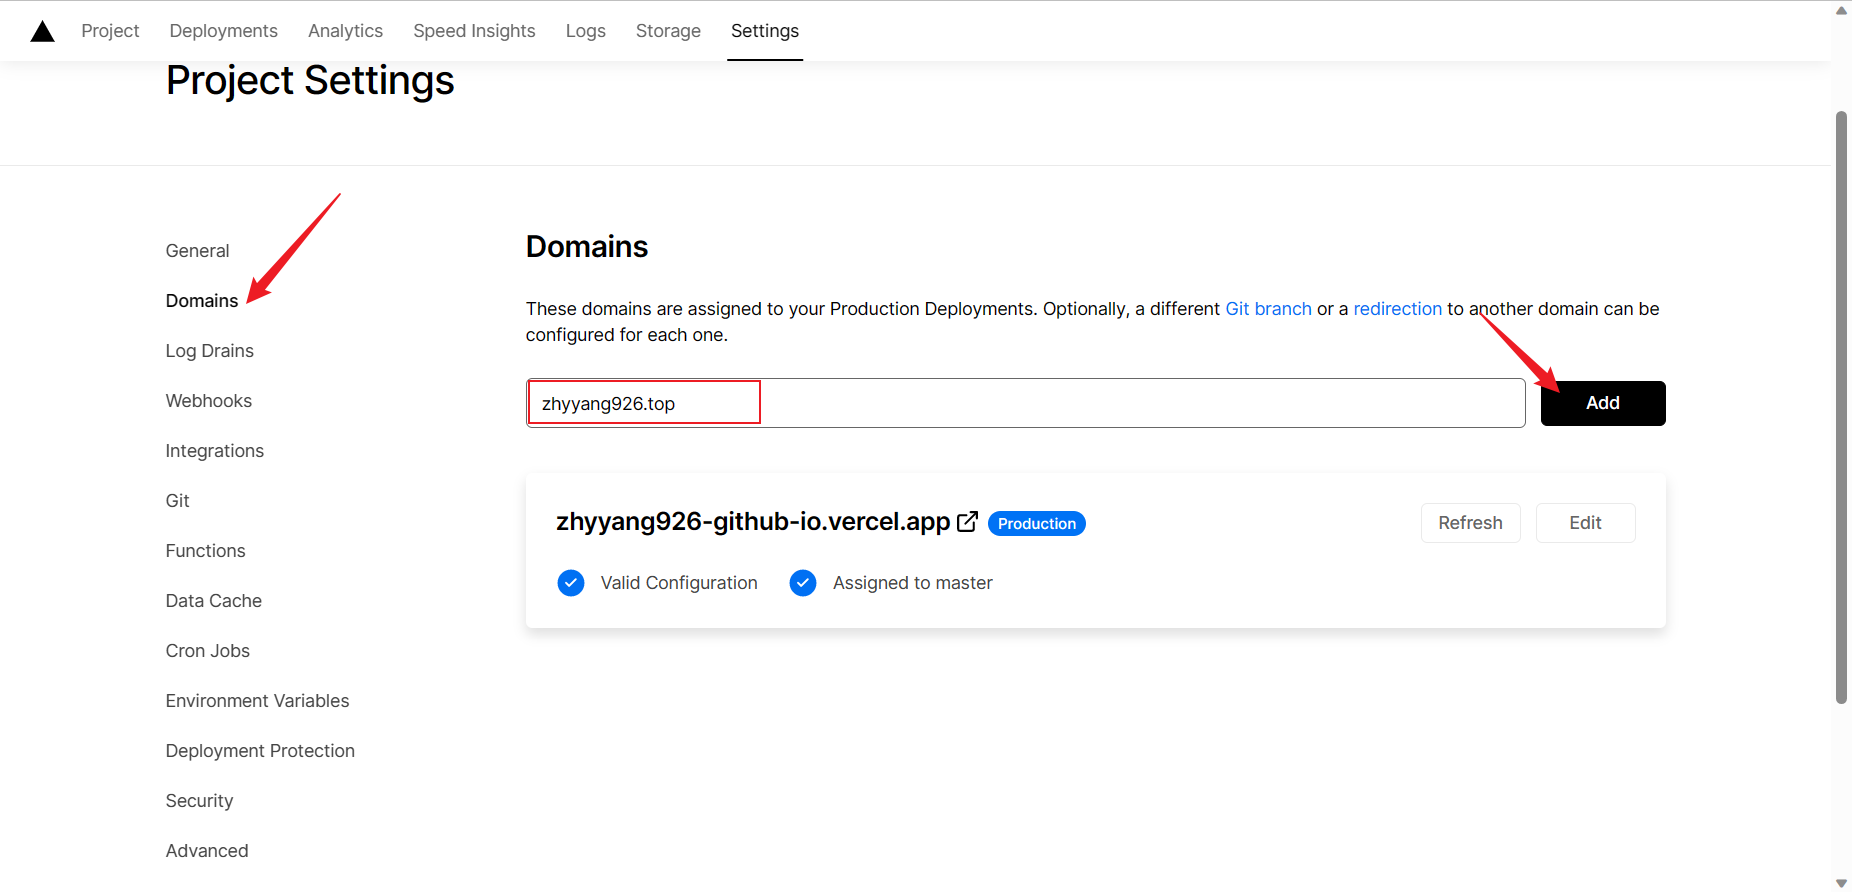 Project Deployments Analytics Speed Insights Logs Storage Settings
Project Settings
General
Domains
Log Drains
Webhooks
Integrations
Git
Functions
Data Cache
Cron Jobs
Environment Variables
Deployment Protection
Security
Advanced
Domains
These domains are assigned to your Production Deployments. Optionally, a different Git branch or a redirection to another domain can be
configured for each one.
zhyyang926.top
Add
zhyyang926-github-io.vercel.app Production
Refresh Edit
Valid Configuration Assigned to master